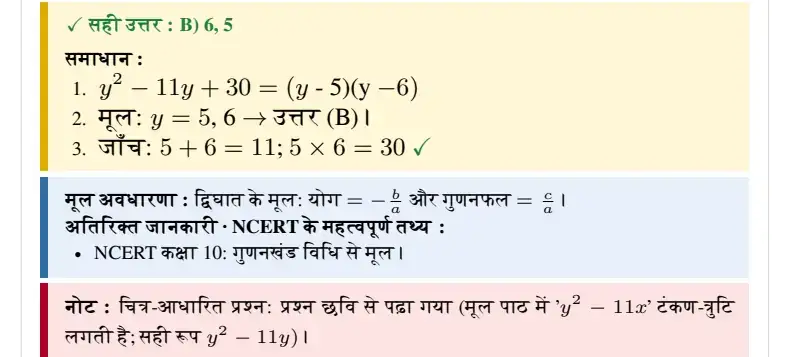 ✓ सही उत्तर : B) 6, 5
समाधान :
1. y² − 11y + 30 = (y - 5)(y −6)
2. मूल: y = 5, 6 → उत्तर (B)।
3. जाँच: 5 + 6 = 11; 5 × 6 = 30 ✓
मूल अवधारणा : द्विघात के मूल: योग = − b/a और गुणनफल = c/a ।
अतिरिक्त जानकारी · NCERT के महत्वपूर्ण तथ्य :
• NCERT कक्षा 10: गुणनखंड विधि से मूल।
नोट : चित्र-आधारित प्रश्न: प्रश्न छवि से पढ़ा गया (मूल पाठ में 'y² − 11x' टंकण-त्रुटि
लगती है; सही रूप y² − 11y)।